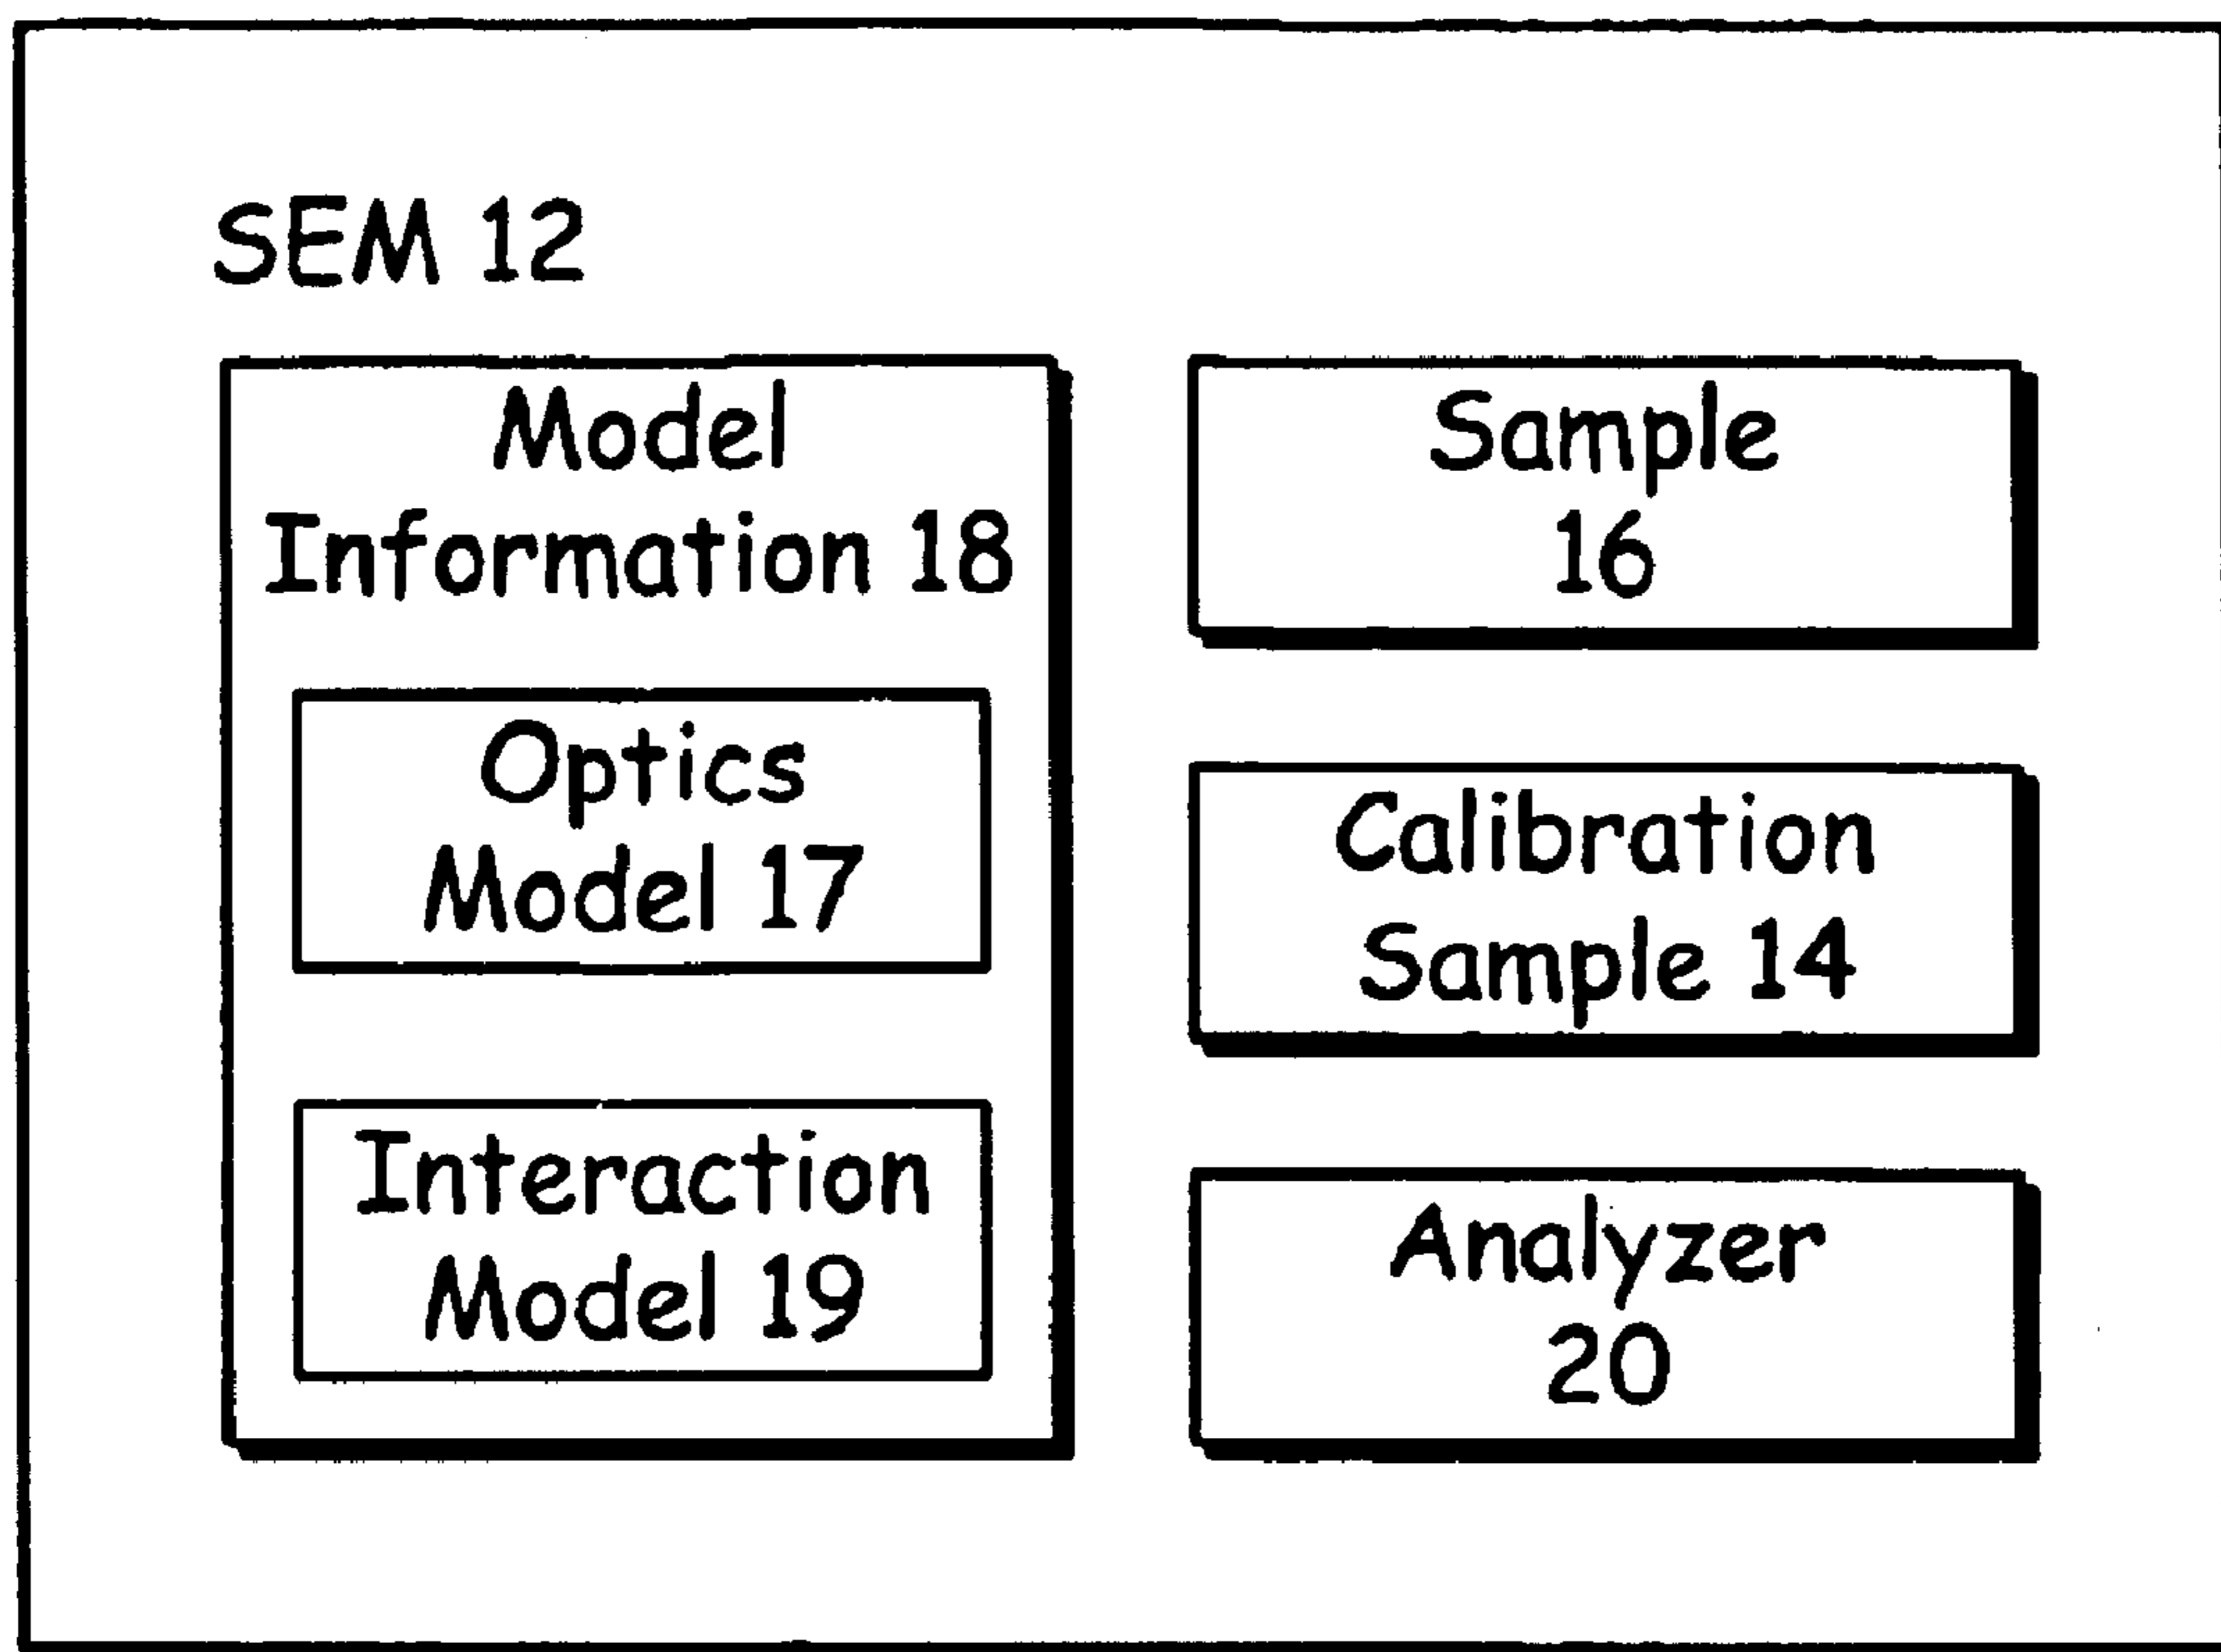 SEM 12
Model
Information 18
Optics
Model 17
Interaction
Model 19
Sample
16
Calibration
Sample 14
Analyzer
20